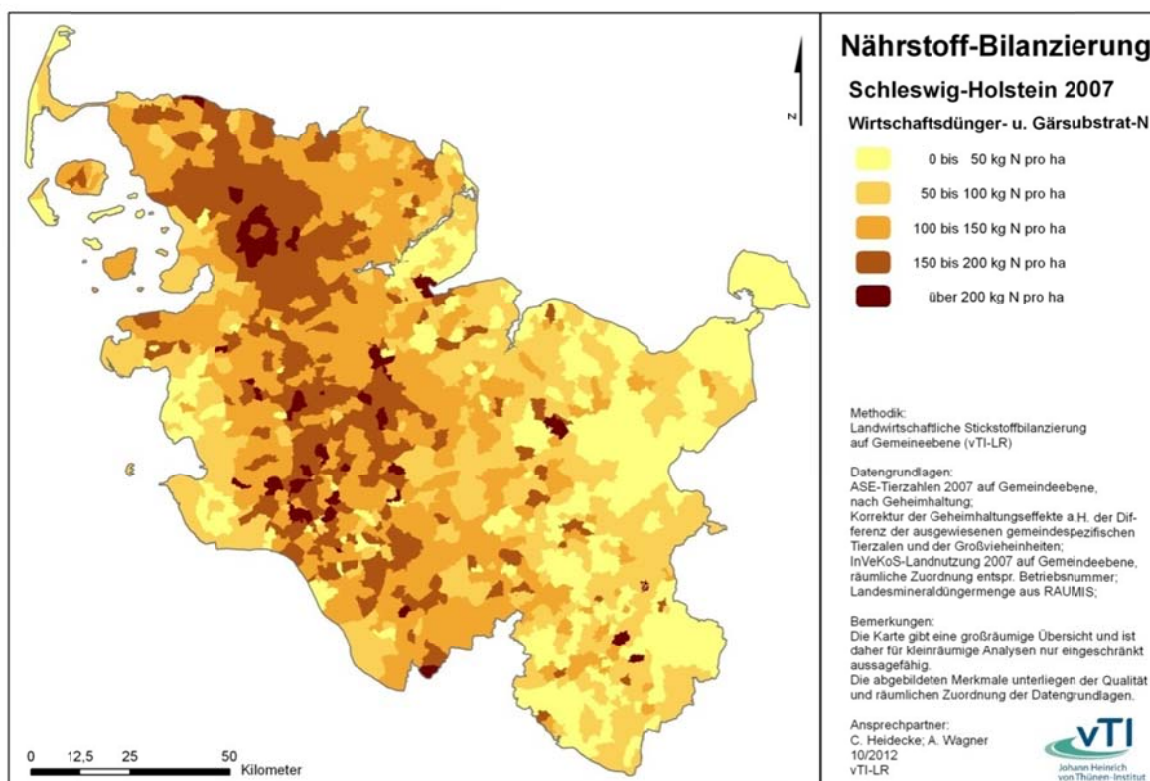 Nährstoff-Bilanzierung
Schleswig-Holstein 2007
Wirtschaftsdünger- u. Gärsubstrat-N
0 bis 50 kg N pro ha
50 bis 100 kg N pro ha
100 bis 150 kg N pro ha
150 bis 200 kg N pro ha
über 200 kg N pro ha
Methodik:
Landwirtschaftliche Stickstoffbilanzierung
auf Gemeineebene (vTI-LR)
Datengrundlagen:
ASE-Tierzahlen 2007 auf Gemeindeebene,
nach Geheimhaltung;
Korrektur der Geheimhaltungseffekte a.H. der Dif-
ferenz der ausgewiesenen gemeindespezifischen
Tierzalen und der Großvieheinheiten;
InVeKoS-Landnutzung 2007 auf Gemeindeebene,
räumliche Zuordnung entspr. Betriebsnummer;
Landesmineraldüngermenge aus RAUMIS;
Bemerkungen:
Die Karte gibt eine großräumige Übersicht und ist
daher für kleinräumige Analysen nur eingeschränkt
aussagefähig.
Die abgebildeten Merkmale unterliegen der Qualität
und räumlichen Zuordnung der Datengrundlagen.
Ansprechpartner:
C. Heidecke; A. Wagner
10/2012
vTI-LR
vTI
Johann Heinrich
von Thünen-Institut
N
0 12,5 25 50
Kilometer